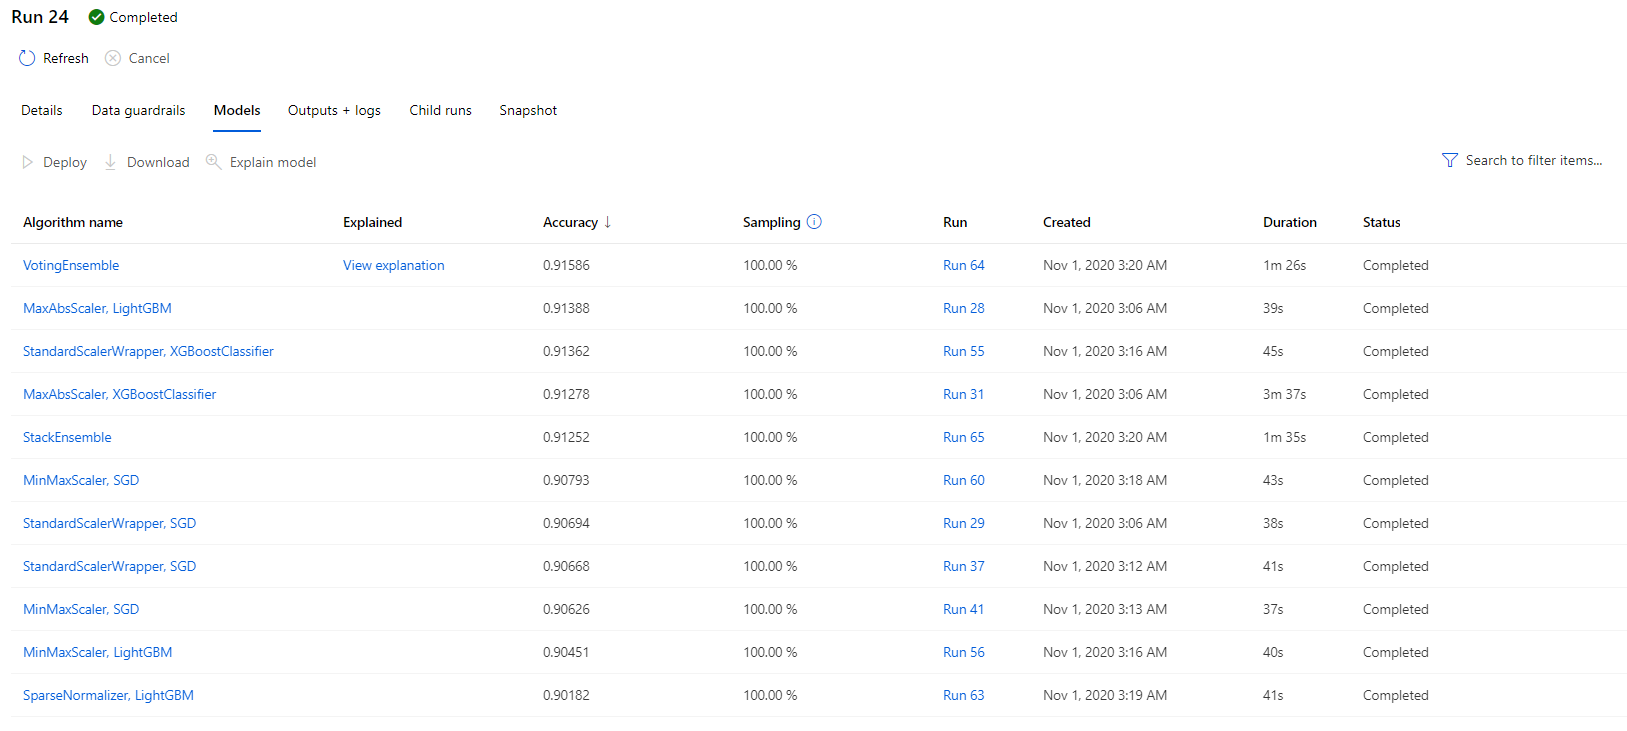 Run 24 Completed
Refresh Cancel
Details Data guardrails Models Outputs + logs Child runs Snapshot
Deploy Download Explain model Search to filter items...
Algorithm name Explained Accuracy ↓ Sampling Run Created Duration Status
VotingEnsemble View explanation 0.91586 100.00 % Run 64 Nov 1, 2020 3:20 AM 1m 26s Completed
MaxAbsScaler, LightGBM 0.91388 100.00 % Run 28 Nov 1, 2020 3:06 AM 39s Completed
StandardScalerWrapper, XGBoostClassifier 0.91362 100.00 % Run 55 Nov 1, 2020 3:16 AM 45s Completed
MaxAbsScaler, XGBoostClassifier 0.91278 100.00 % Run 31 Nov 1, 2020 3:06 AM 3m 37s Completed
StackEnsemble 0.91252 100.00 % Run 65 Nov 1, 2020 3:20 AM 1m 35s Completed
MinMaxScaler, SGD 0.90793 100.00 % Run 60 Nov 1, 2020 3:18 AM 43s Completed
StandardScalerWrapper, SGD 0.90694 100.00 % Run 29 Nov 1, 2020 3:06 AM 38s Completed
StandardScalerWrapper, SGD 0.90668 100.00 % Run 37 Nov 1, 2020 3:12 AM 41s Completed
MinMaxScaler, SGD 0.90626 100.00 % Run 41 Nov 1, 2020 3:13 AM 37s Completed
MinMaxScaler, LightGBM 0.90451 100.00 % Run 56 Nov 1, 2020 3:16 AM 40s Completed
SparseNormalizer, LightGBM 0.90182 100.00 % Run 63 Nov 1, 2020 3:19 AM 41s Completed